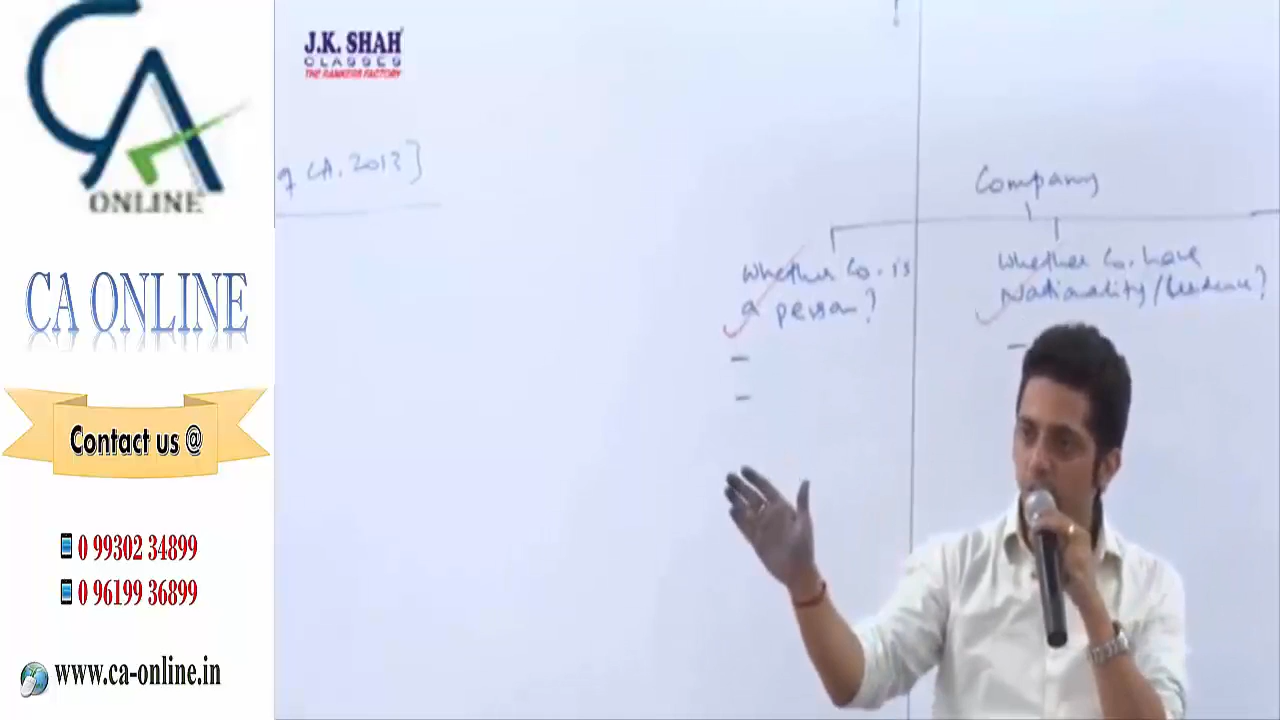 CA
ONLINE
CA ONLINE
Contact us @
0 99302 34899
0 96199 36899
www.ca-online.in
J.K. SHAH
CLASSES
THE RANKERS FACTORY
of CA, 2013]
Company
Whether Co. is
a person?
Whether Co. have
Nationality/